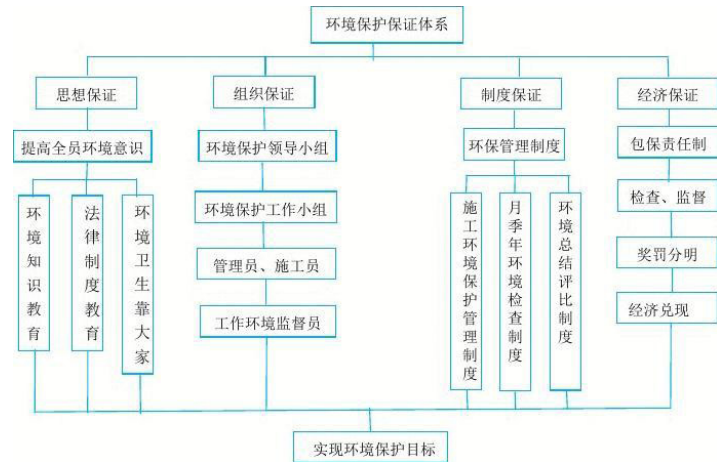 环境保护保证体系
思想保证
组织保证
制度保证
经济保证
提高全员环境意识
环境保护领导小组
环保管理制度
包保责任制
环境知识教育
法律制度教育
环境卫生靠大家
环境保护工作小组
管理员、施工员
工作环境监督员
施工环境保护管理制度
月季年环境检查制度
环境总结评比制度
检查、监督
奖罚分明
经济兑现
实现环境保护目标